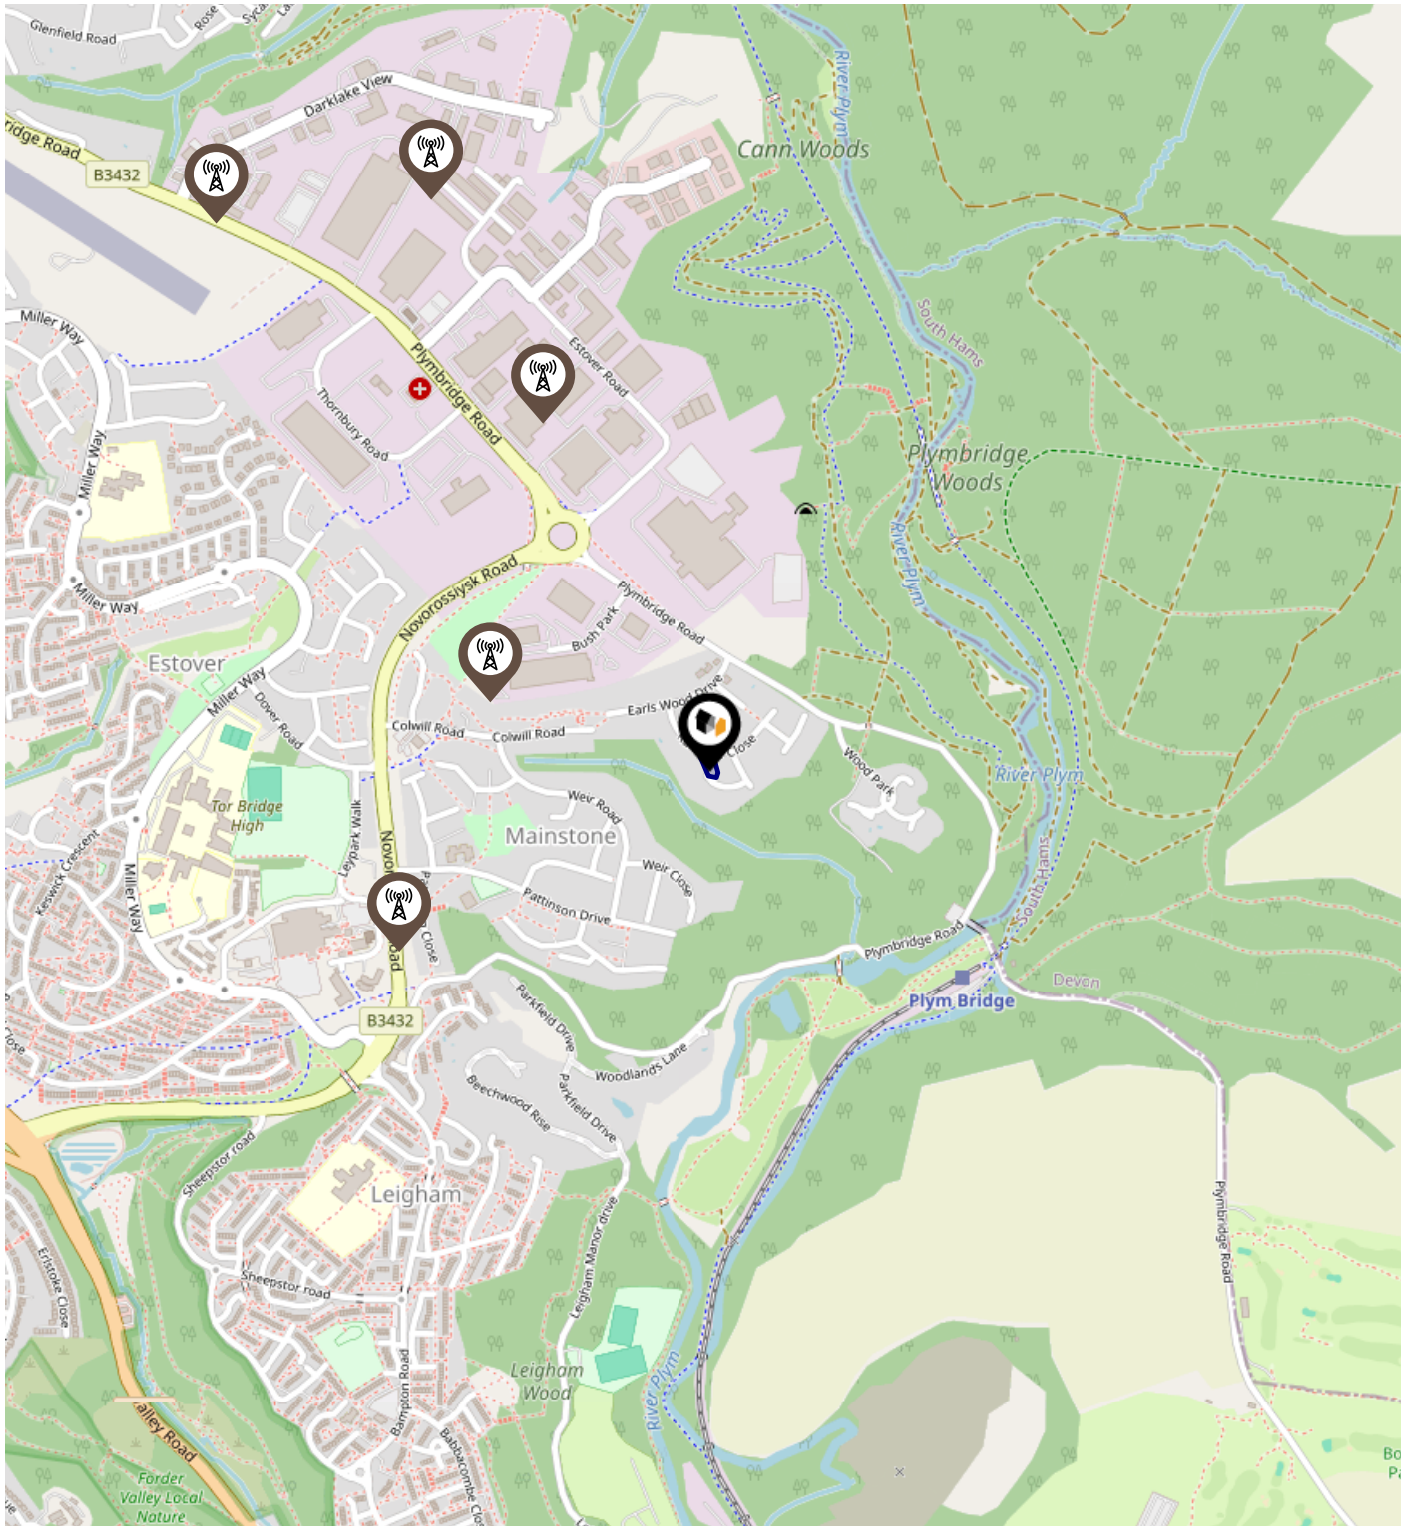 Glenfield Road
Rose
Darklake View
B3432
River Plym
Cann Woods
Miller Way
South Hams
Plymbridge Road
Estover Road
Thornbury Road
Miller Way
Plymbridge
Woods
River Plym
Miller Way
Novorossiysk Road
Plymbridge Road
Bush Park
Estover
Miller Way
Dover Road
Earls Wood Drive
Colwill Road
Colwill Road
Close
Wood Park
River Plym
Tor Bridge
High
Weir Road
Mainstone
Leypark Walk
Keswick Crescent
Miller Way
Weir Close
Pattinson Drive
Close
South Hams
Plymbridge Road
Devon
Plym Bridge
B3432
Parkfield Drive
Close
Woodlands Lane
Beechwood Rise
Parkfield Drive
Sheepstor road
Leigham
Plymbridge Road
Leigham Manor drive
Eristoke Close
Sheepstor road
Leigham
Wood
River Plym
Bampton Road
alley Road
Forder
Valley Local
Nature